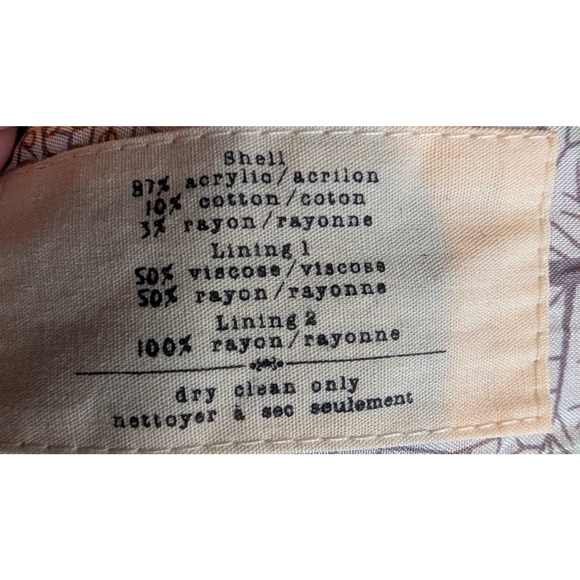 Shell
87% acrylic/acrilon
10% cotton/coton
3% rayon/rayonne
Lining 1
50% viscose/viscose
50% rayon/rayonne
Lining 2
100% rayon/rayonne
dry clean only
nettoyer à sec seulement